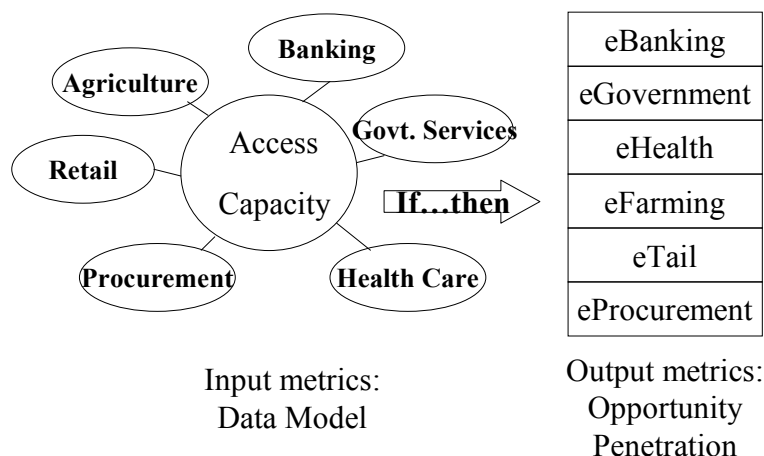 Banking
Agriculture
Govt. Services
Access
Capacity
Retail
If...then
Procurement
Health Care
Input metrics:
Data Model
eBanking
eGovernment
eHealth
eFarming
eTail
eProcurement
Output metrics:
Opportunity
Penetration